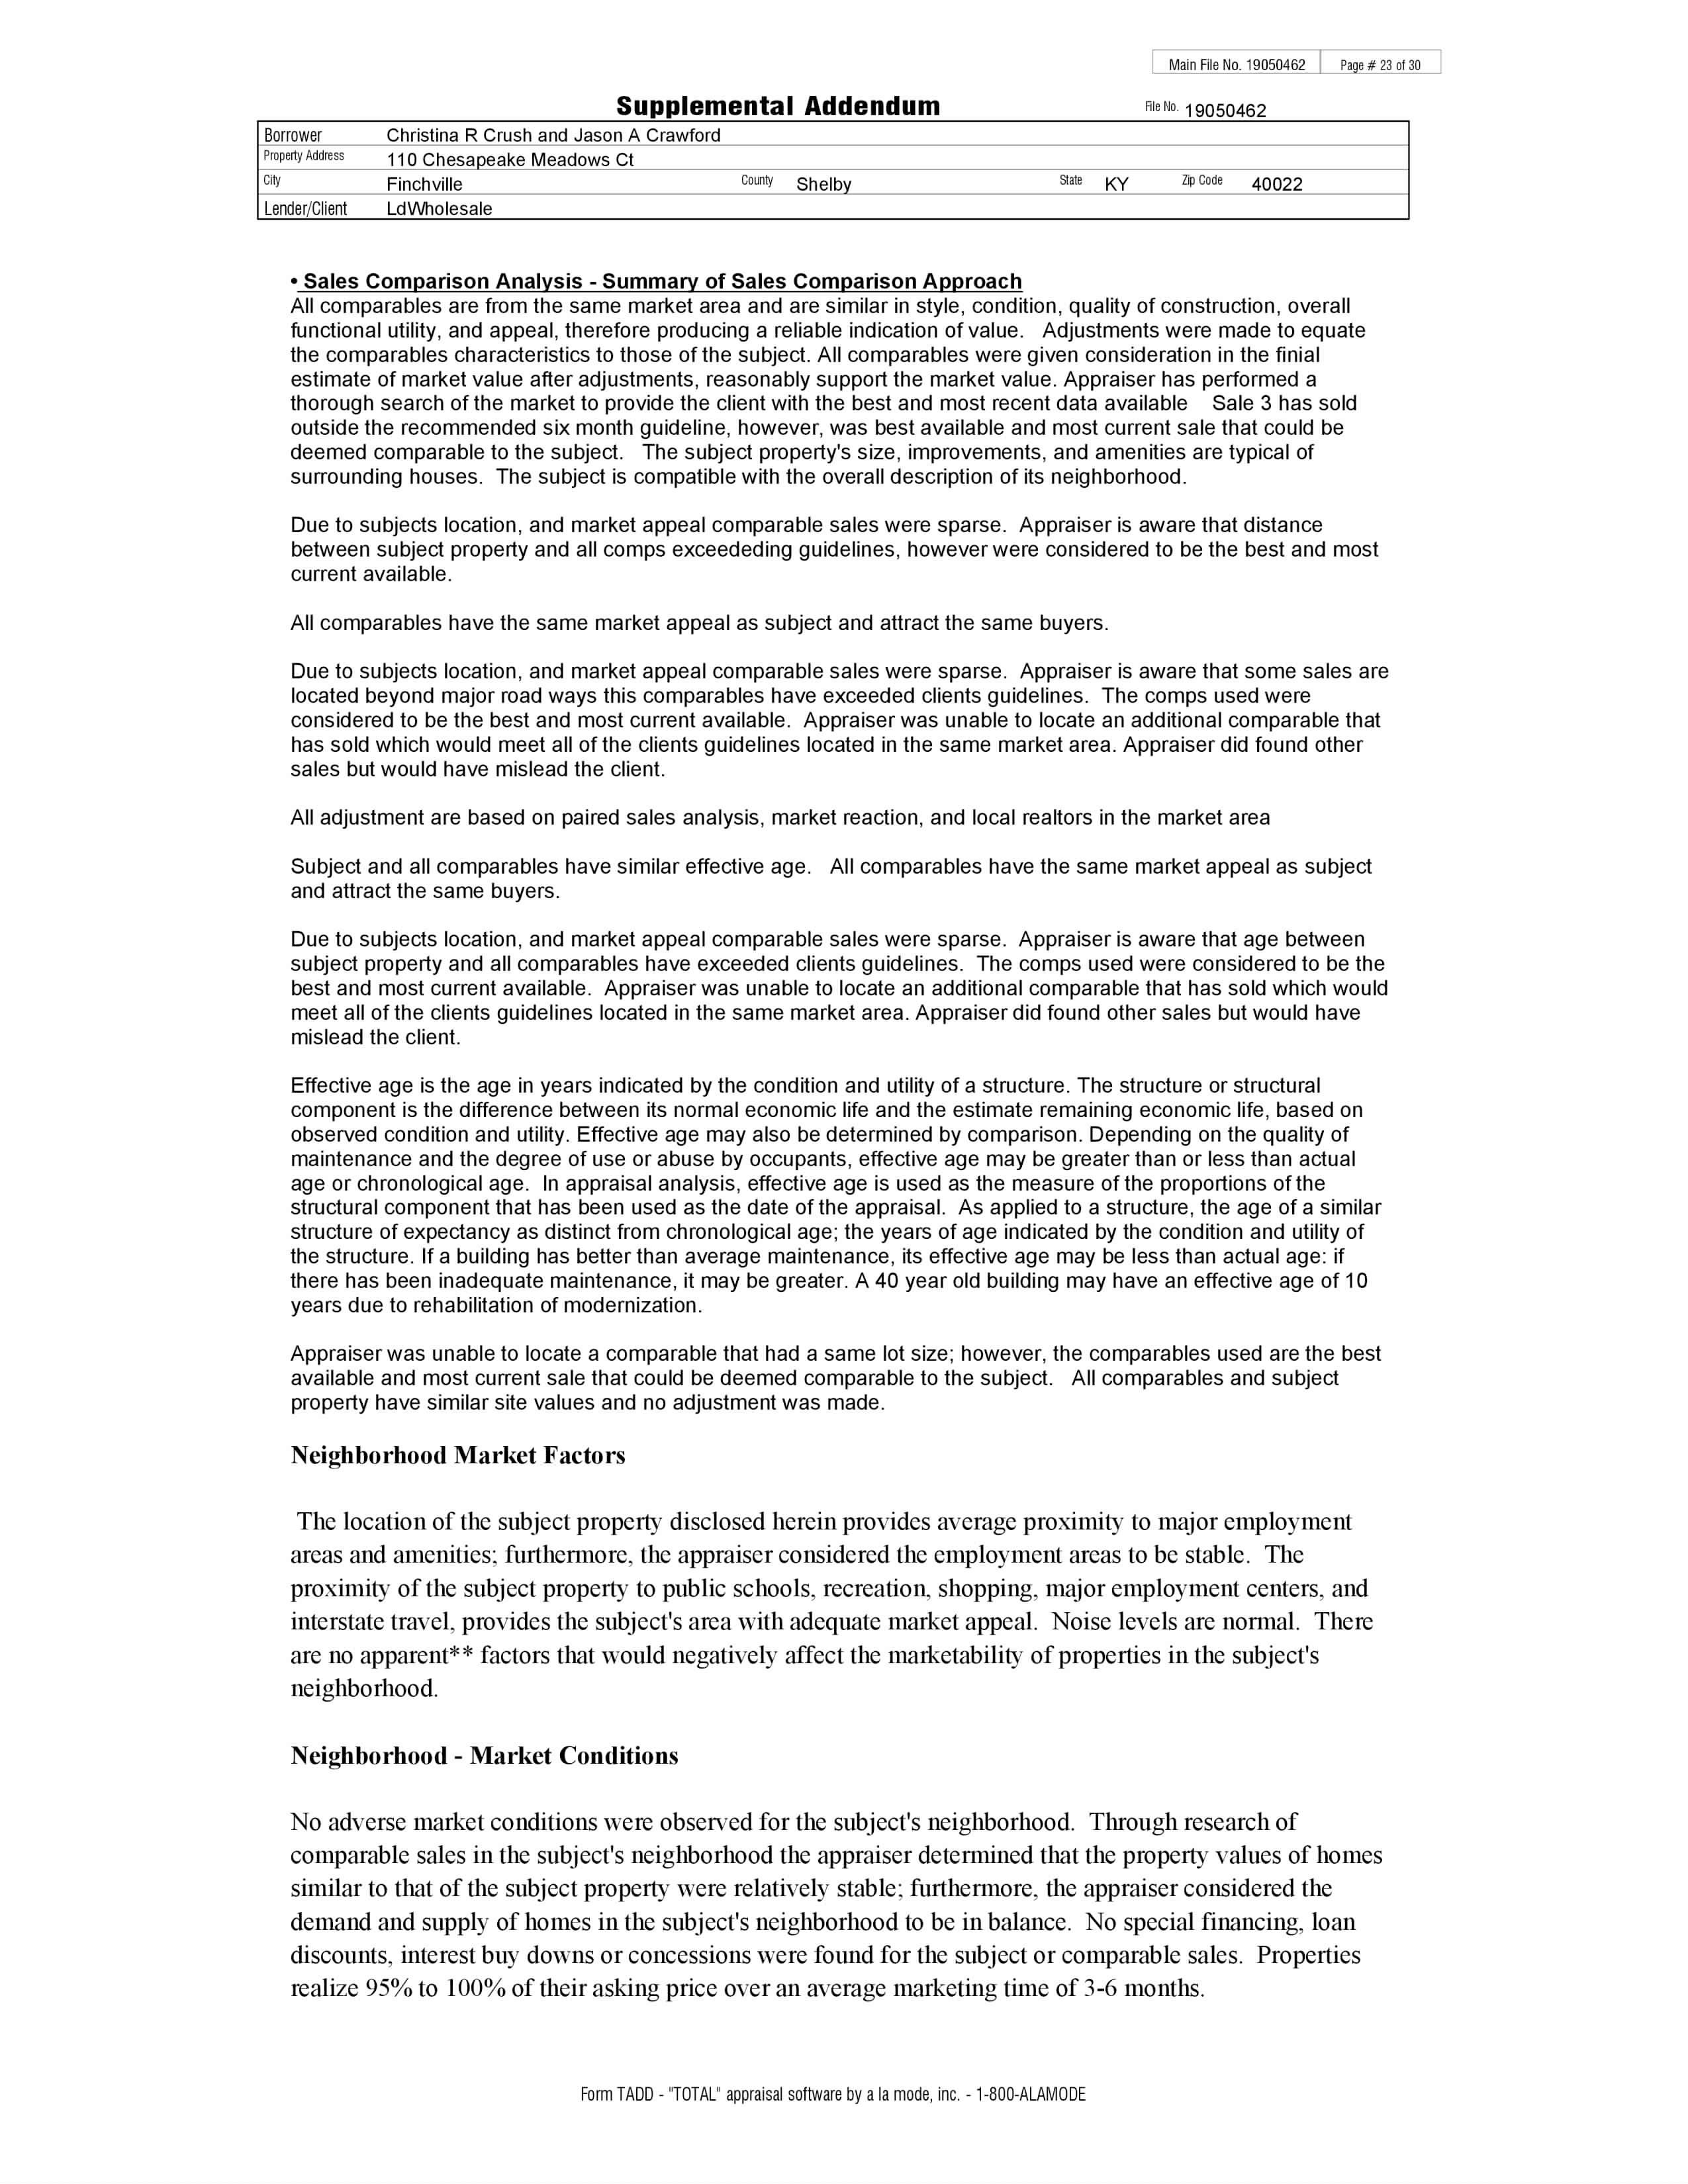 Main File No. 19050462 Page # 23 of 30
Supplemental Addendum File No. 19050462
Borrower Christina R Crush and Jason A Crawford
Property Address 110 Chesapeake Meadows Ct
City Finchville County Shelby State KY Zip Code 40022
Lender/Client LdWholesale
• Sales Comparison Analysis - Summary of Sales Comparison Approach
All comparables are from the same market area and are similar in style, condition, quality of construction, overall
functional utility, and appeal, therefore producing a reliable indication of value. Adjustments were made to equate
the comparables characteristics to those of the subject. All comparables were given consideration in the finial
estimate of market value after adjustments, reasonably support the market value. Appraiser has performed a
thorough search of the market to provide the client with the best and most recent data available Sale 3 has sold
outside the recommended six month guideline, however, was best available and most current sale that could be
deemed comparable to the subject. The subject property's size, improvements, and amenities are typical of
surrounding houses. The subject is compatible with the overall description of its neighborhood.
Due to subjects location, and market appeal comparable sales were sparse. Appraiser is aware that distance
between subject property and all comps exceededing guidelines, however were considered to be the best and most
current available.
All comparables have the same market appeal as subject and attract the same buyers.
Due to subjects location, and market appeal comparable sales were sparse. Appraiser is aware that some sales are
located beyond major road ways this comparables have exceeded clients guidelines. The comps used were
considered to be the best and most current available. Appraiser was unable to locate an additional comparable that
has sold which would meet all of the clients guidelines located in the same market area. Appraiser did found other
sales but would have mislead the client.
All adjustment are based on paired sales analysis, market reaction, and local realtors in the market area
Subject and all comparables have similar effective age. All comparables have the same market appeal as subject
and attract the same buyers.
Due to subjects location, and market appeal comparable sales were sparse. Appraiser is aware that age between
subject property and all comparables have exceeded clients guidelines. The comps used were considered to be the
best and most current available. Appraiser was unable to locate an additional comparable that has sold which would
meet all of the clients guidelines located in the same market area. Appraiser did found other sales but would have
mislead the client.
Effective age is the age in years indicated by the condition and utility of a structure. The structure or structural
component is the difference between its normal economic life and the estimate remaining economic life, based on
observed condition and utility. Effective age may also be determined by comparison. Depending on the quality of
maintenance and the degree of use or abuse by occupants, effective age may be greater than or less than actual
age or chronological age. In appraisal analysis, effective age is used as the measure of the proportions of the
structural component that has been used as the date of the appraisal. As applied to a structure, the age of a similar
structure of expectancy as distinct from chronological age; the years of age indicated by the condition and utility of
the structure. If a building has better than average maintenance, its effective age may be less than actual age: if
there has been inadequate maintenance, it may be greater. A 40 year old building may have an effective age of 10
years due to rehabilitation of modernization.
Appraiser was unable to locate a comparable that had a same lot size; however, the comparables used are the best
available and most current sale that could be deemed comparable to the subject. All comparables and subject
property have similar site values and no adjustment was made.
Neighborhood Market Factors
The location of the subject property disclosed herein provides average proximity to major employment
areas and amenities; furthermore, the appraiser considered the employment areas to be stable. The
proximity of the subject property to public schools, recreation, shopping, major employment centers, and
interstate travel, provides the subject's area with adequate market appeal. Noise levels are normal. There
are no apparent** factors that would negatively affect the marketability of properties in the subject's
neighborhood.
Neighborhood - Market Conditions
No adverse market conditions were observed for the subject's neighborhood. Through research of
comparable sales in the subject's neighborhood the appraiser determined that the property values of homes
similar to that of the subject property were relatively stable; furthermore, the appraiser considered the
demand and supply of homes in the subject's neighborhood to be in balance. No special financing, loan
discounts, interest buy downs or concessions were found for the subject or comparable sales. Properties
realize 95% to 100% of their asking price over an average marketing time of 3-6 months.
Form TADD - "TOTAL" appraisal software by a la mode, inc. - 1-800-ALAMODE